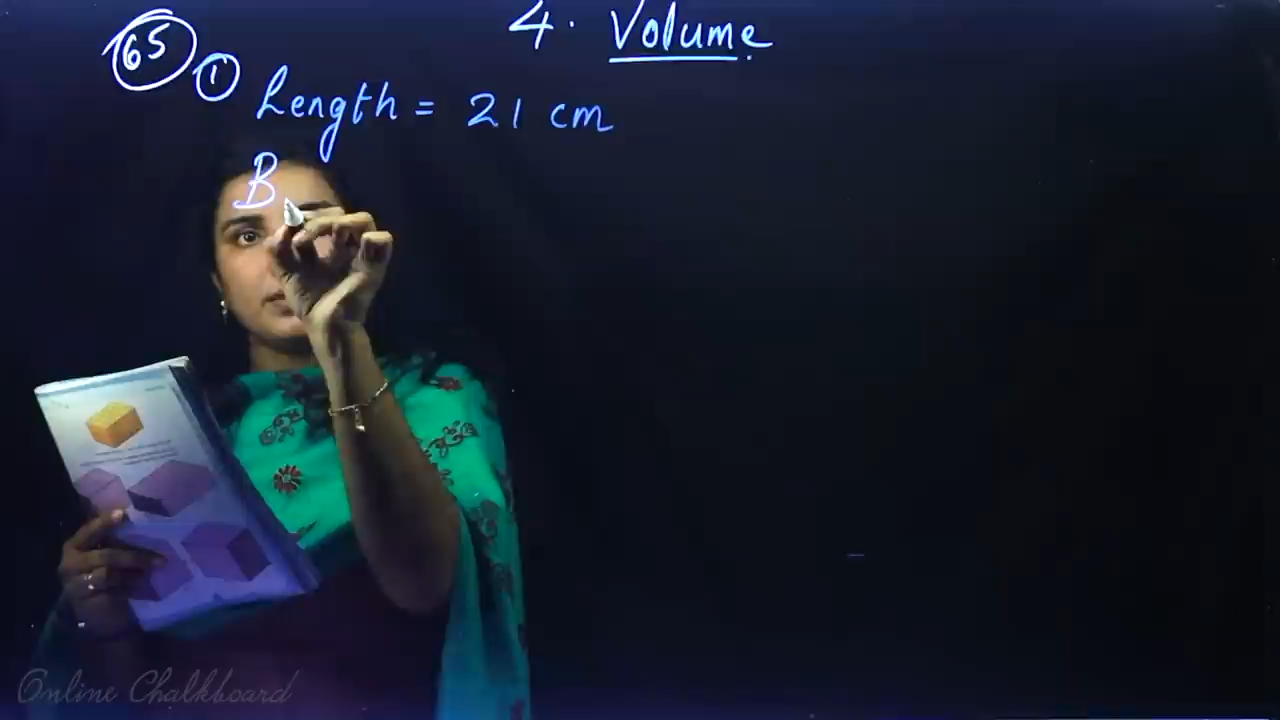 4. Volume
65 1 Length = 21 cm
B
Online Chalkboard